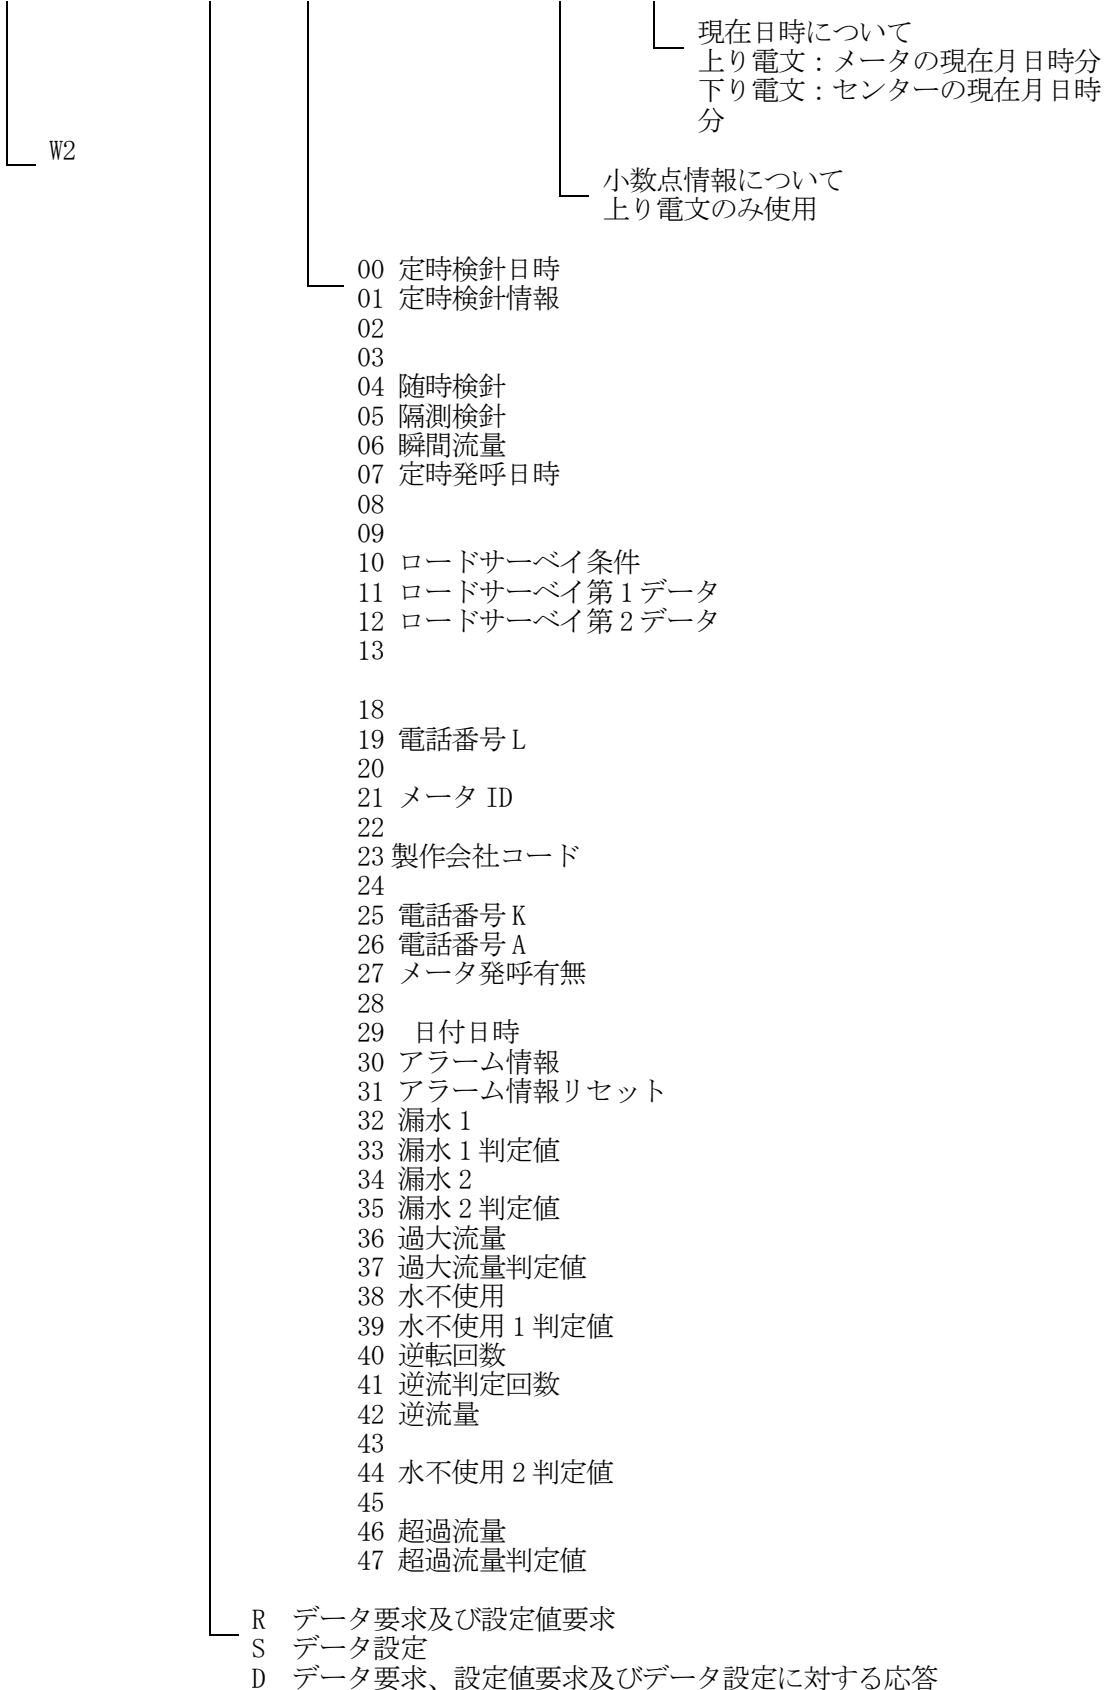 現在日時について
上り電文：メータの現在月日時分
下り電文：センターの現在月日時
分
W2
小数点情報について
上り電文のみ使用
00 定時検針日時
01 定時検針情報
02
03
04 随時検針
05 隔測検針
06 瞬間流量
07 定時発呼日時
08
09
10 ロードサーベイ条件
11 ロードサーベイ第１データ
12 ロードサーベイ第２データ
13
18
19 電話番号L
20
21 メータ ID
22
23 製作会社コード
24
25 電話番号K
26 電話番号A
27 メータ発呼有無
28
29 日付日時
30 アラーム情報
31 アラーム情報リセット
32 漏水１
33 漏水１判定値
34 漏水２
35 漏水２判定値
36 過大流量
37 過大流量判定値
38 水不使用
39 水不使用１判定値
40 逆転回数
41 逆流判定回数
42 逆流量
43
44 水不使用２判定値
45
46 超過流量
47 超過流量判定値
R データ要求及び設定値要求
S データ設定
D データ要求、設定値要求及びデータ設定に対する応答